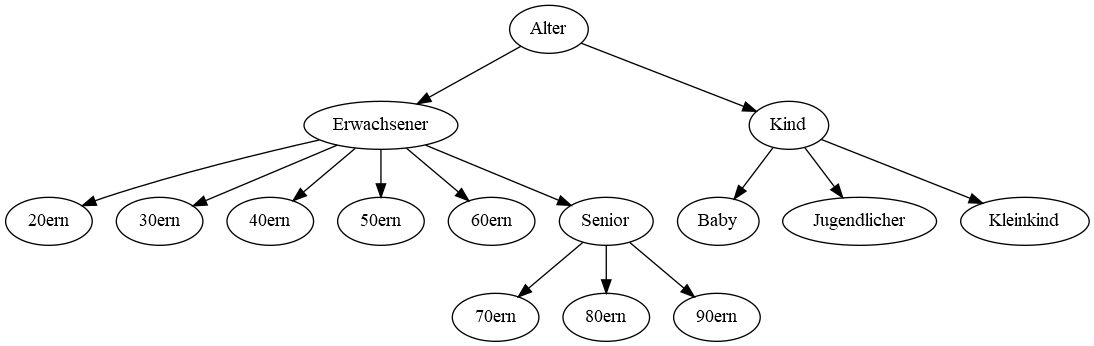 Alter
Erwachsener
Kind
20ern
30ern
40ern
50ern
60ern
Senior
Baby
Jugendlicher
Kleinkind
70ern
80ern
90ern